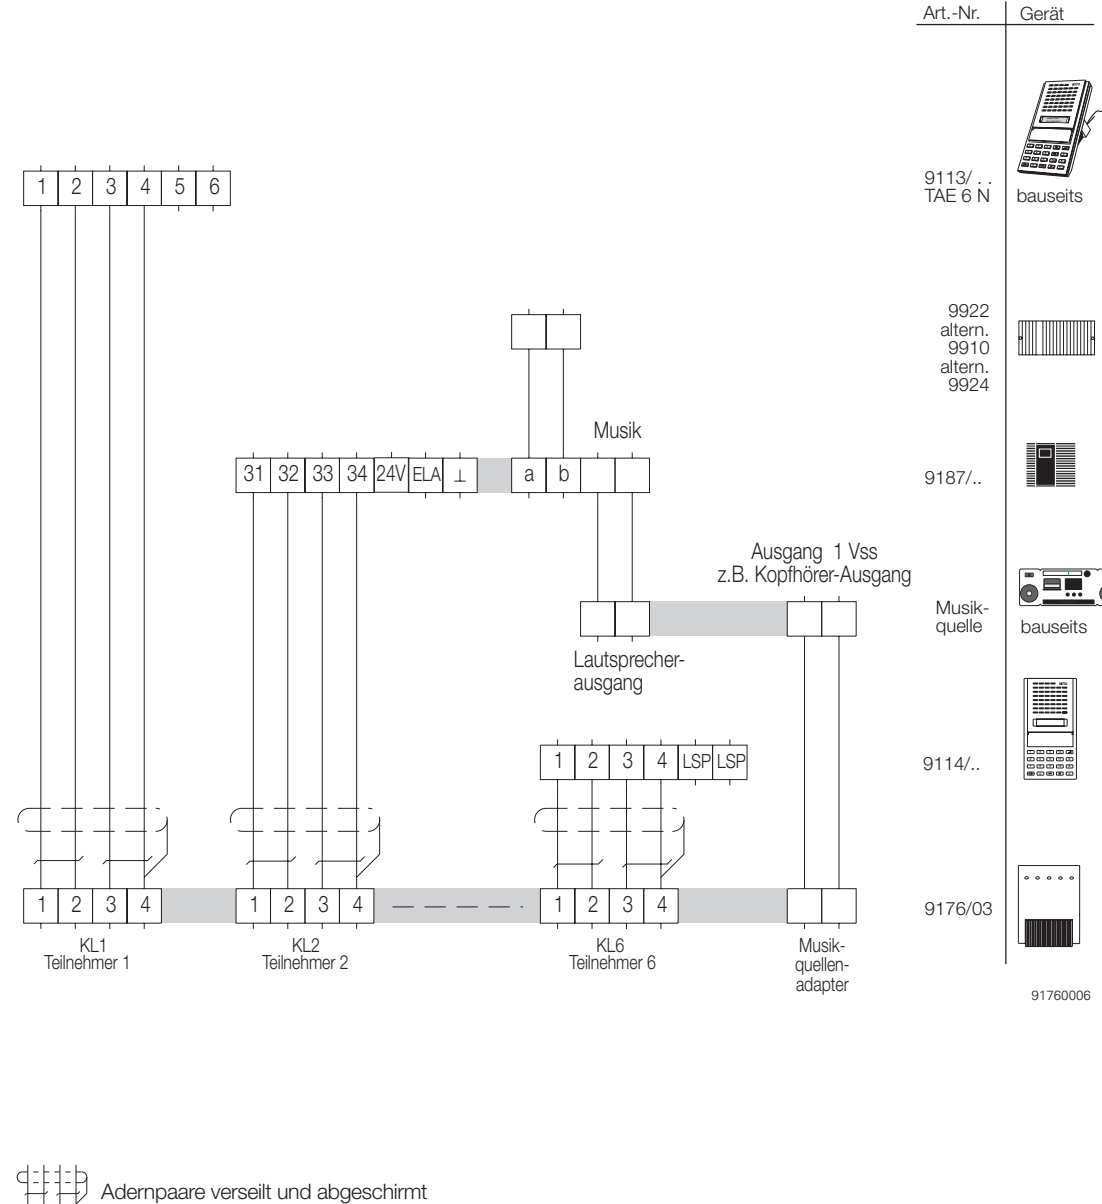 Art.-Nr. Gerät
1 2 3 4 5 6
9113/ . .
TAE 6 N bauseits
9922
altern.
9910
altern.
9924
Musik
31 32 33 34 24V ELA ⊥ a b
9187/..
Ausgang 1 Vss
z.B. Kopfhörer-Ausgang
Musik-
quelle bauseits
Lautsprecher-
ausgang
1 2 3 4 LSP LSP
9114/..
1 2 3 4 1 2 3 4 1 2 3 4
9176/03
KL1
Teilnehmer 1
KL2
Teilnehmer 2
KL6
Teilnehmer 6
Musik-
quellen-
adapter
91760006
Adernpaare verseilt und abgeschirmt